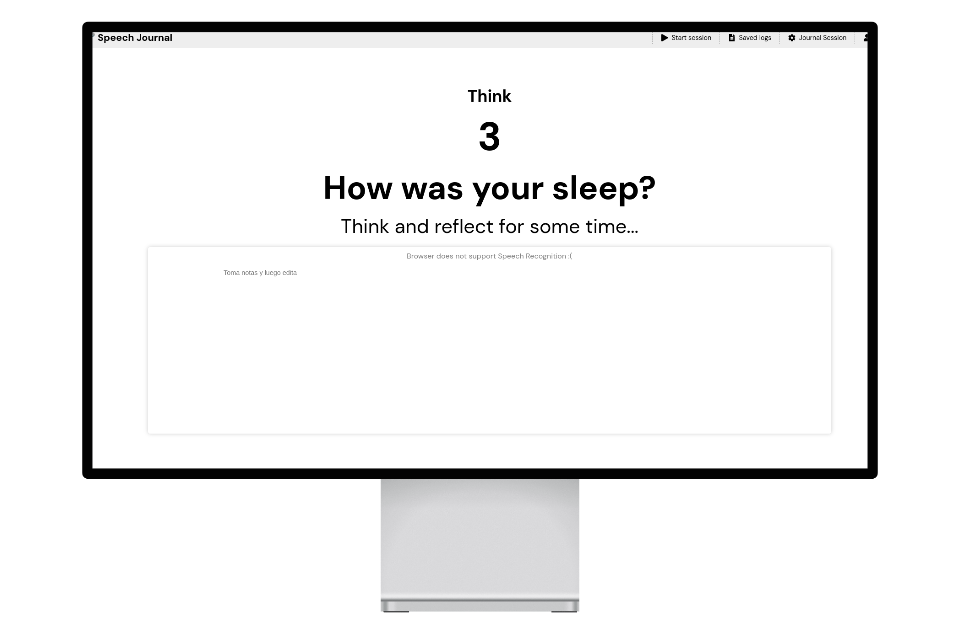 Speech Journal
Start session
Saved logs
Journal Session
Think
3
How was your sleep?
Think and reflect for some time...
Browser does not support Speech Recognition :(
Toma notas y luego edita